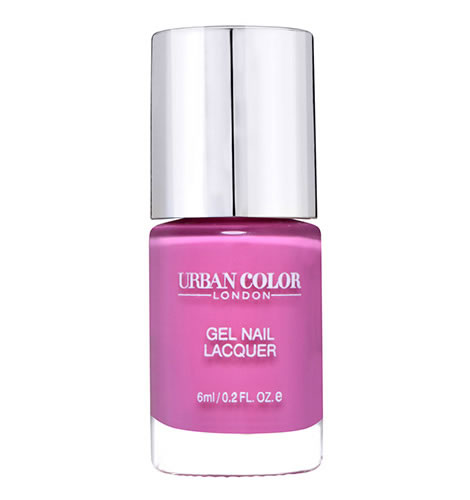 URBAN COLOR
LONDON
GEL NAIL
LACQUER
6ml / 0.2 FL. OZ. e